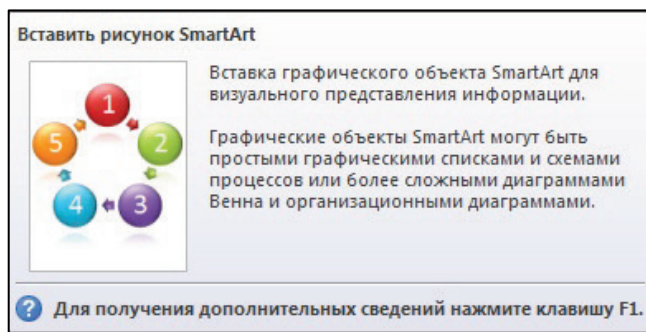 Вставить рисунок SmartArt
Вставка графического объекта SmartArt для
визуального представления информации.
Графические объекты SmartArt могут быть
простыми графическими списками и схемами
процессов или более сложными диаграммами
Венна и организационными диаграммами.
1
5
2
4
3
? Для получения дополнительных сведений нажмите клавишу F1.